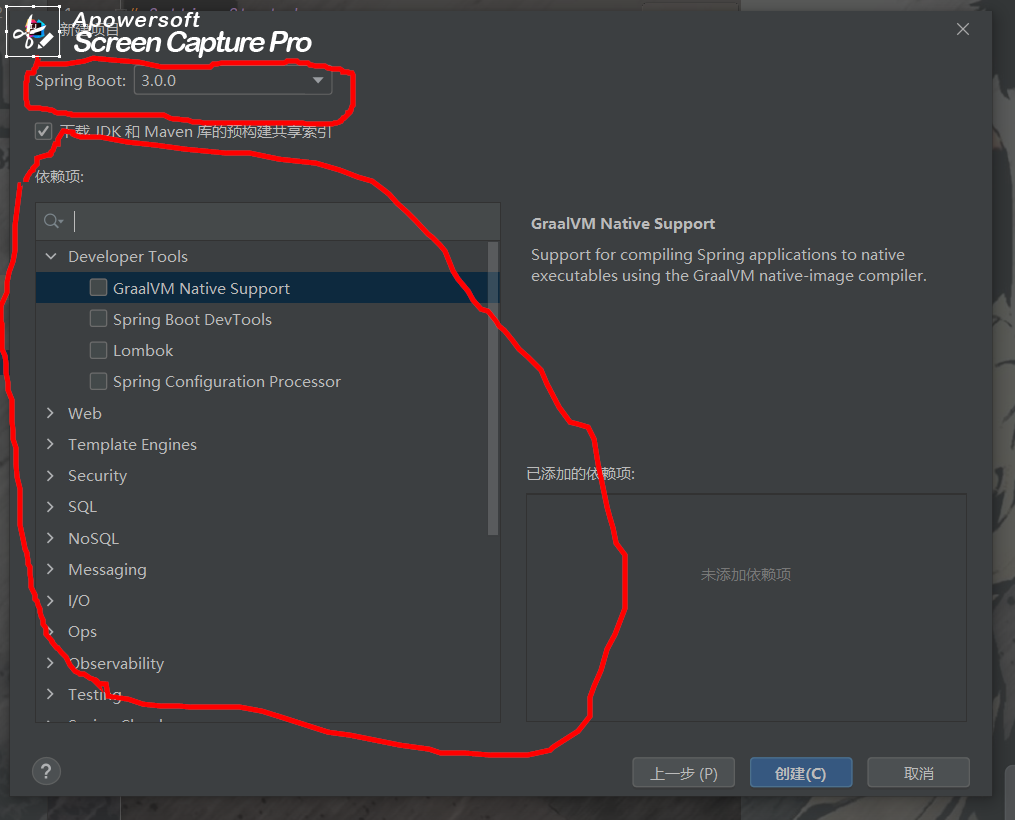 Apowersoft
新建项目
Screen Capture Pro
Spring Boot: 3.0.0
下载 JDK 和 Maven 库的预构建共享索引
依赖项:
Developer Tools
GraalVM Native Support
Spring Boot DevTools
Lombok
Spring Configuration Processor
Web
Template Engines
Security
SQL
NoSQL
Messaging
I/O
Ops
Observability
Testing
GraalVM Native Support
Support for compiling Spring applications to native
executables using the GraalVM native-image compiler.
已添加的依赖项:
未添加依赖项
?
上一步 (P)
创建(C)
取消